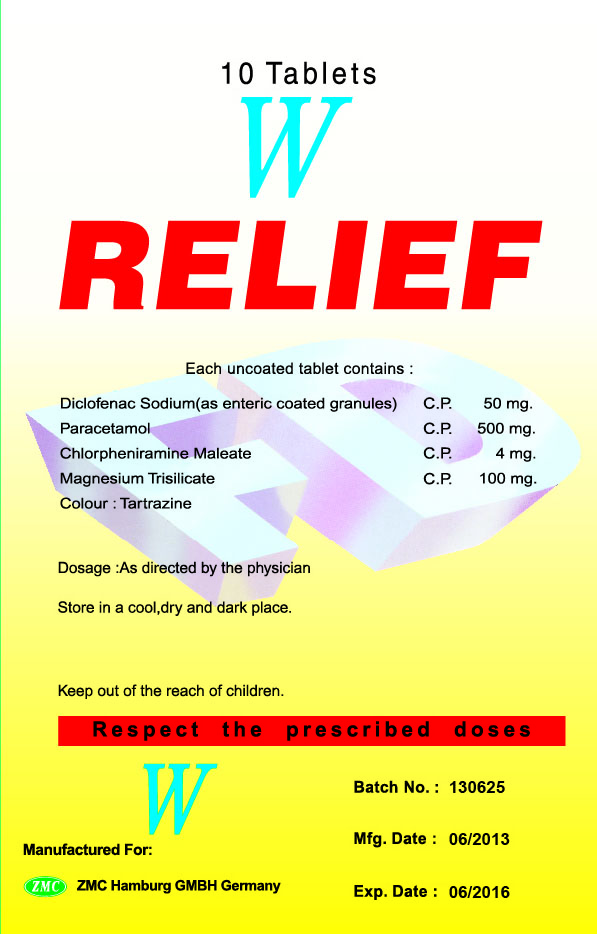 10 Tablets
W
RELIEF
Each uncoated tablet contains :
Diclofenac Sodium(as enteric coated granules) C.P. 50 mg.
Paracetamol C.P. 500 mg.
Chlorpheniramine Maleate C.P. 4 mg.
Magnesium Trisilicate C.P. 100 mg.
Colour : Tartrazine
Dosage :As directed by the physician
Store in a cool,dry and dark place.
Keep out of the reach of children.
Respect the prescribed doses
W
Manufactured For:
ZMC ZMC Hamburg GMBH Germany
Batch No. : 130625
Mfg. Date : 06/2013
Exp. Date : 06/2016